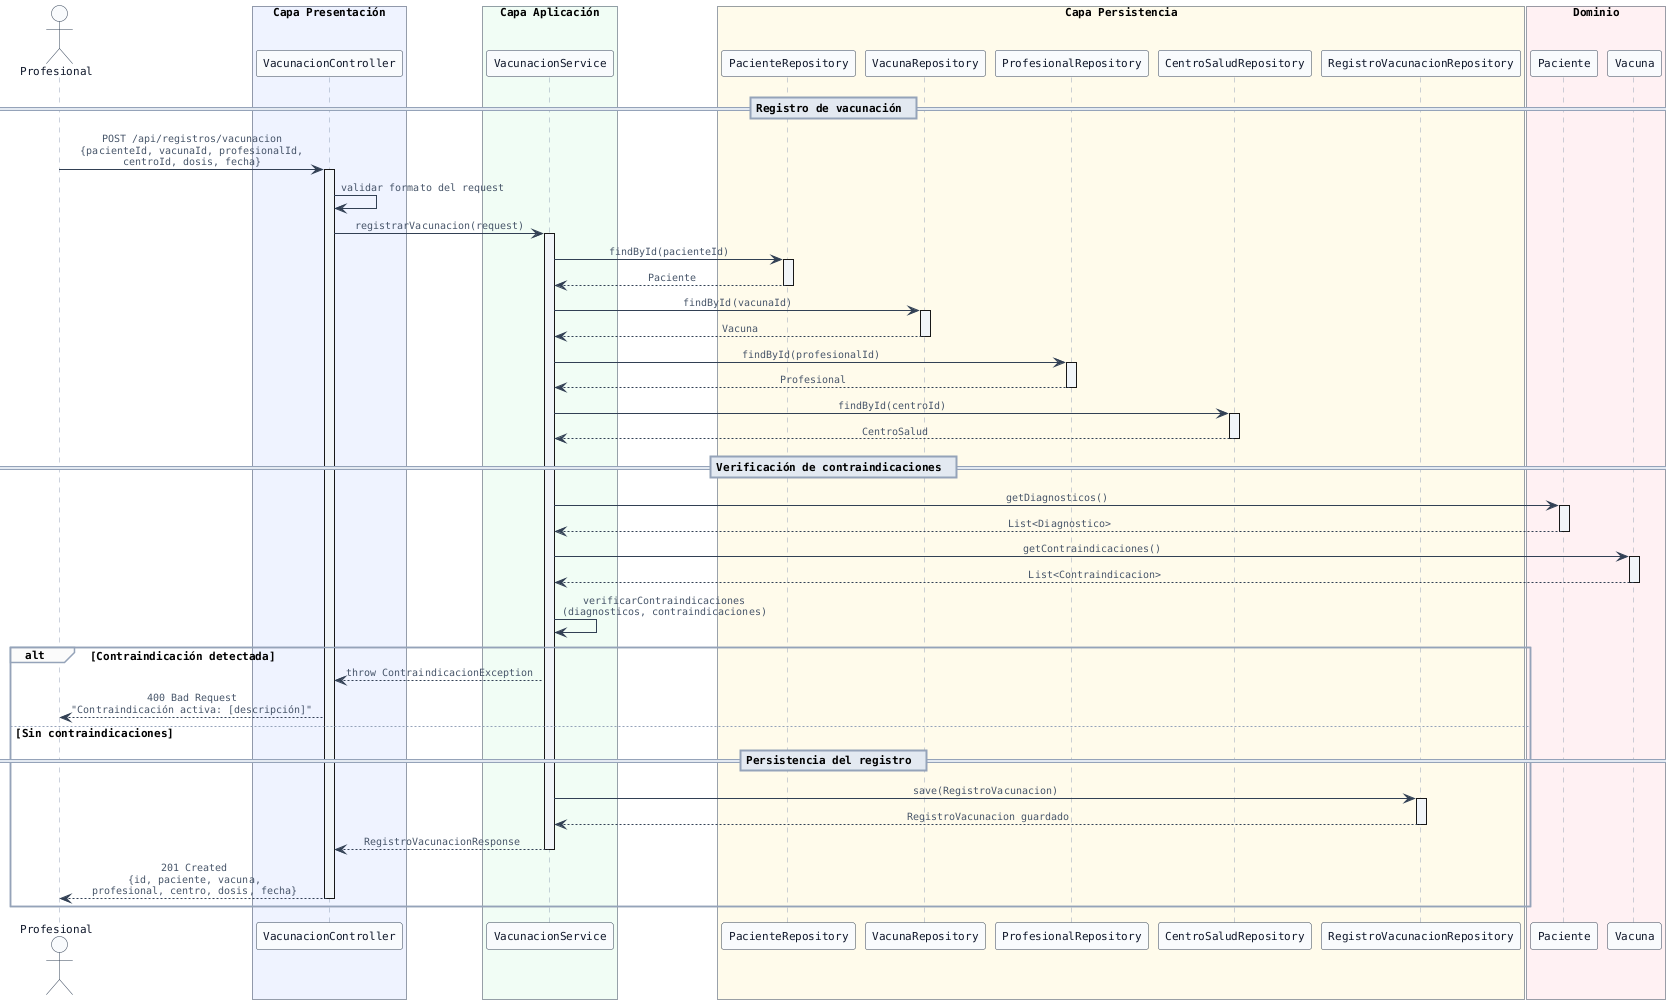 Capa Presentación
Capa Aplicación
Capa Persistencia
Dominio
Profesional
VacunacionController
VacunacionService
PacienteRepository
VacunaRepository
ProfesionalRepository
CentroSaludRepository
RegistroVacunacionRepository
Paciente
Vacuna
Registro de vacunación
POST /api/registros/vacunacion
{pacienteId, vacunaId, profesionalId,
centroId, dosis, fecha}
validar formato del request
registrarVacunacion(request)
findById(pacienteId)
Paciente
findById(vacunaId)
Vacuna
findById(profesionalId)
Profesional
findById(centroId)
CentroSalud
Verificación de contraindicaciones
getDiagnosticos()
List<Diagnostico>
getContraindicaciones()
List<Contraindicacion>
verificarContraindicaciones
(diagnosticos, contraindicaciones)
alt
[Contraindicación detectada]
throw ContraindicacionException
400 Bad Request
"Contraindicación activa: [descripción]"
[Sin contraindicaciones]
Persistencia del registro
save(RegistroVacunacion)
RegistroVacunacion guardado
RegistroVacunacionResponse
201 Created
{id, paciente, vacuna,
profesional, centro, dosis, fecha}
Profesional
VacunacionController
VacunacionService
PacienteRepository
VacunaRepository
ProfesionalRepository
CentroSaludRepository
RegistroVacunacionRepository
Paciente
Vacuna